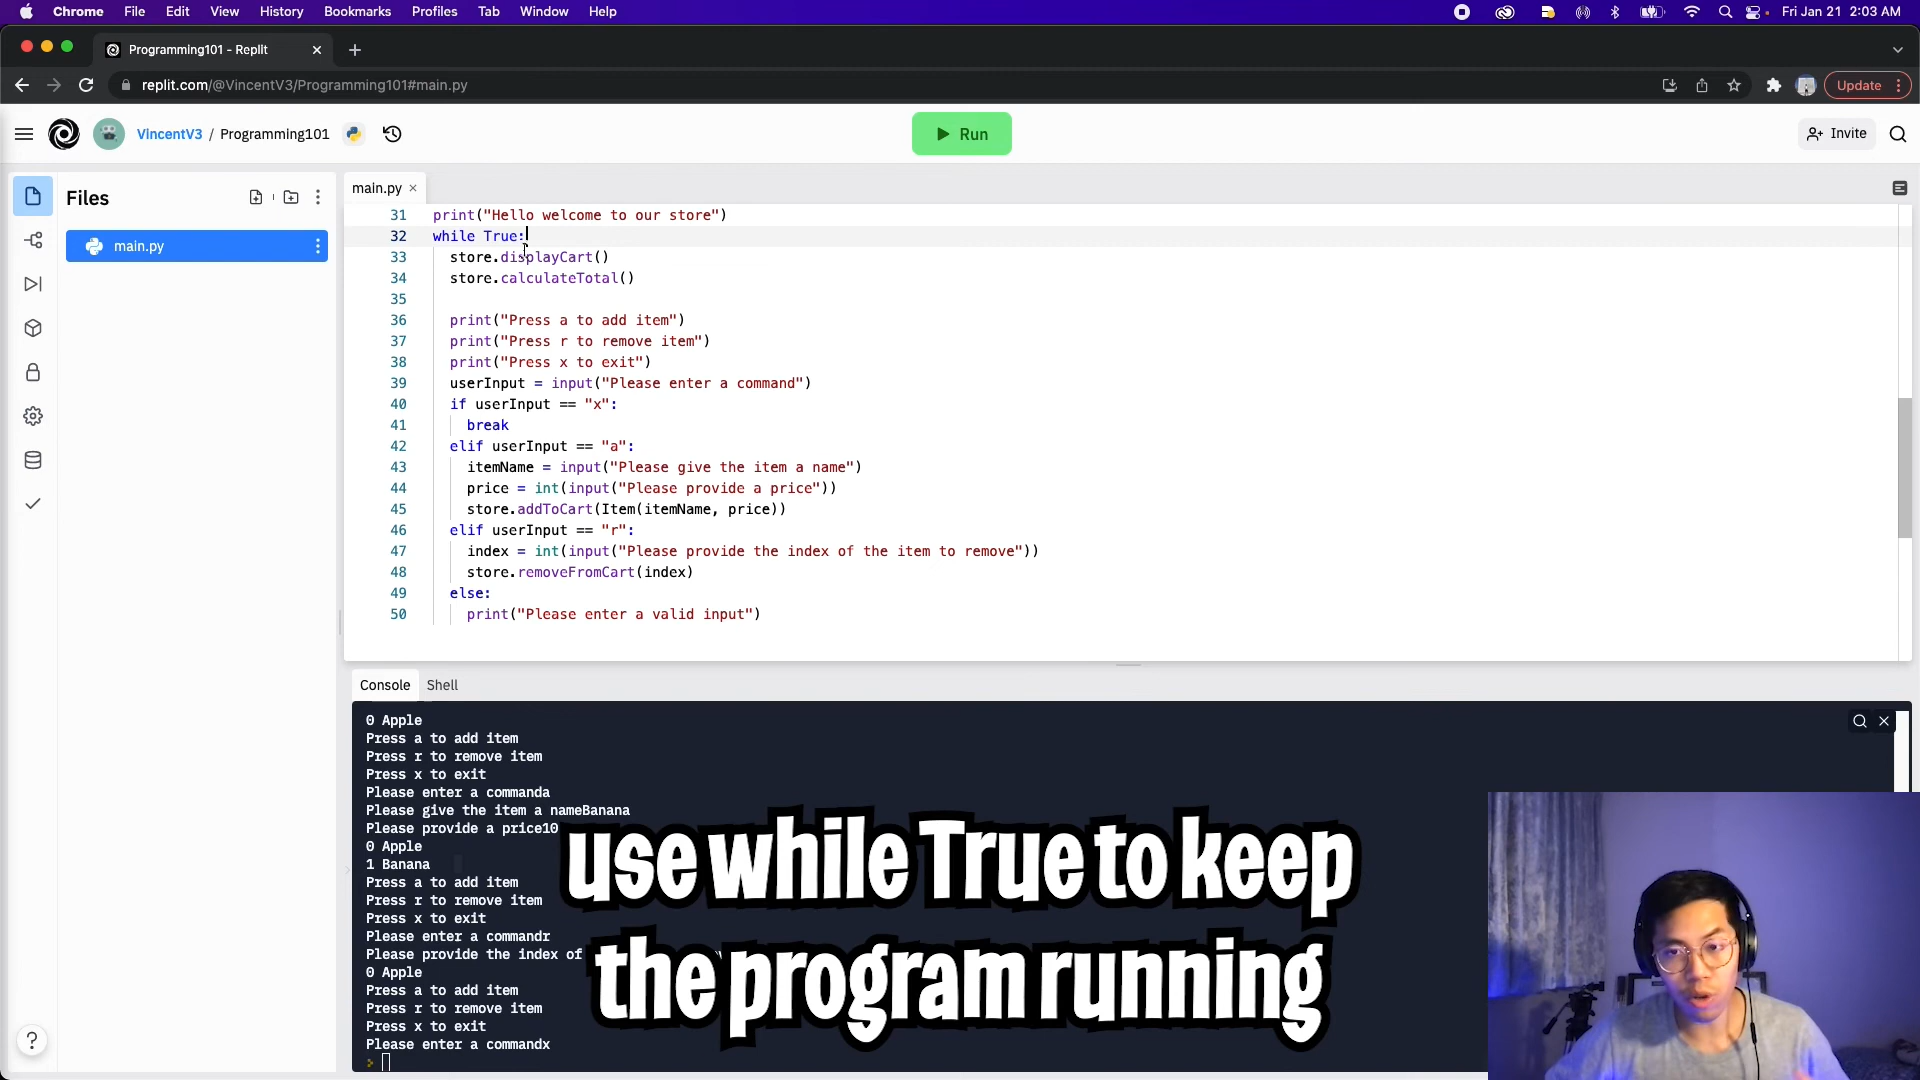 Chrome File Edit View History Bookmarks Profiles Tab Window Help Fri Jan 21 2:03 AM
Programming101 - Replit
replit.com/@VincentV3/Programming101#main.py Update
VincentV3 / Programming101 Run Invite
Files
main.py
main.py
31 print("Hello welcome to our store")
32 while True:
33 store.displayCart()
34 store.calculateTotal()
35
36 print("Press a to add item")
37 print("Press r to remove item")
38 print("Press x to exit")
39 userInput = input("Please enter a command")
40 if userInput == "x":
41 break
42 elif userInput == "a":
43 itemName = input("Please give the item a name")
44 price = int(input("Please provide a price"))
45 store.addToCart(Item(itemName, price))
46 elif userInput == "r":
47 index = int(input("Please provide the index of the item to remove"))
48 store.removeFromCart(index)
49 else:
50 print("Please enter a valid input")
Console Shell
0 Apple
Press a to add item
Press r to remove item
Press x to exit
Please enter a commanda
Please give the item a nameBanana
Please provide a price10
0 Apple
1 Banana
Press a to add item
Press r to remove item
Press x to exit
Please enter a commandr
Please provide the index of
0 Apple
Press a to add item
Press r to remove item
Press x to exit
Please enter a commandx
use while True to keep
the program running